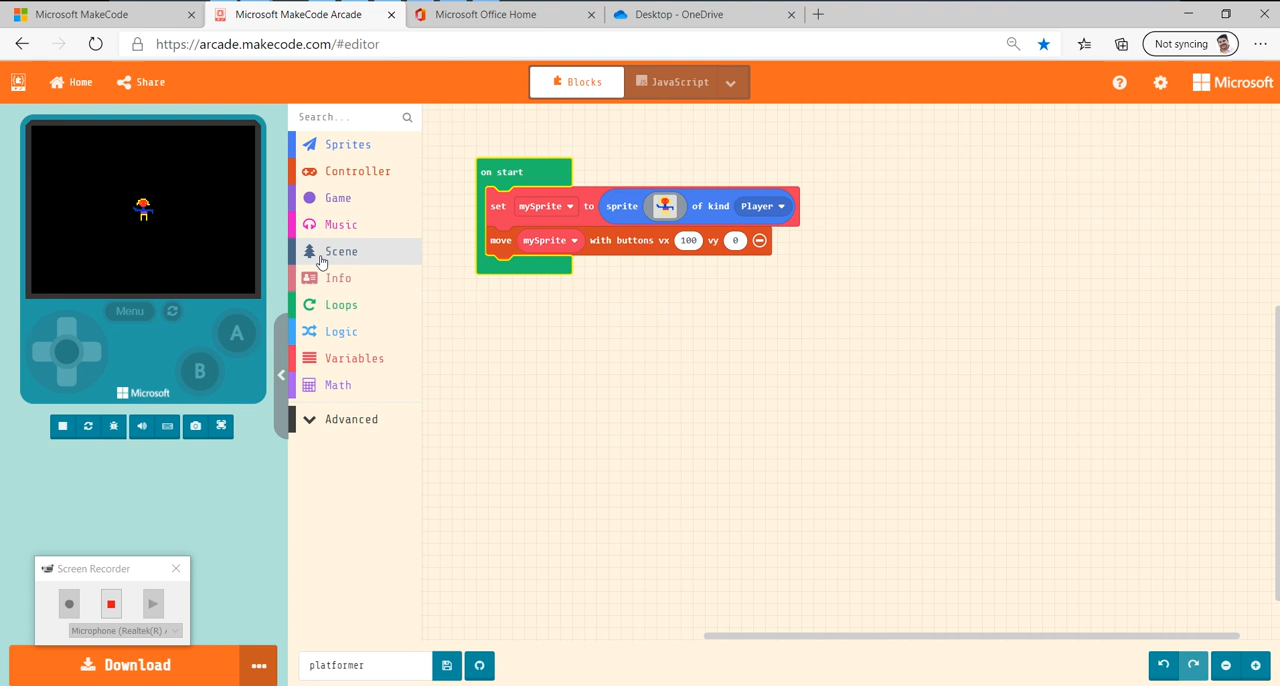 Microsoft MakeCode
Microsoft MakeCode Arcade
Microsoft Office Home
Desktop - OneDrive
https://arcade.makecode.com/#editor
Not syncing
Home
Share
Blocks
JavaScript
Microsoft
Search...
Sprites
Controller
Game
Music
Scene
Info
Loops
Logic
Variables
Math
Advanced
on start
set mySprite to sprite of kind Player
move mySprite with buttons vx 100 vy 0
Menu
A
B
Microsoft
Screen Recorder
Microphone (Realtek(R) /
Download
platformer